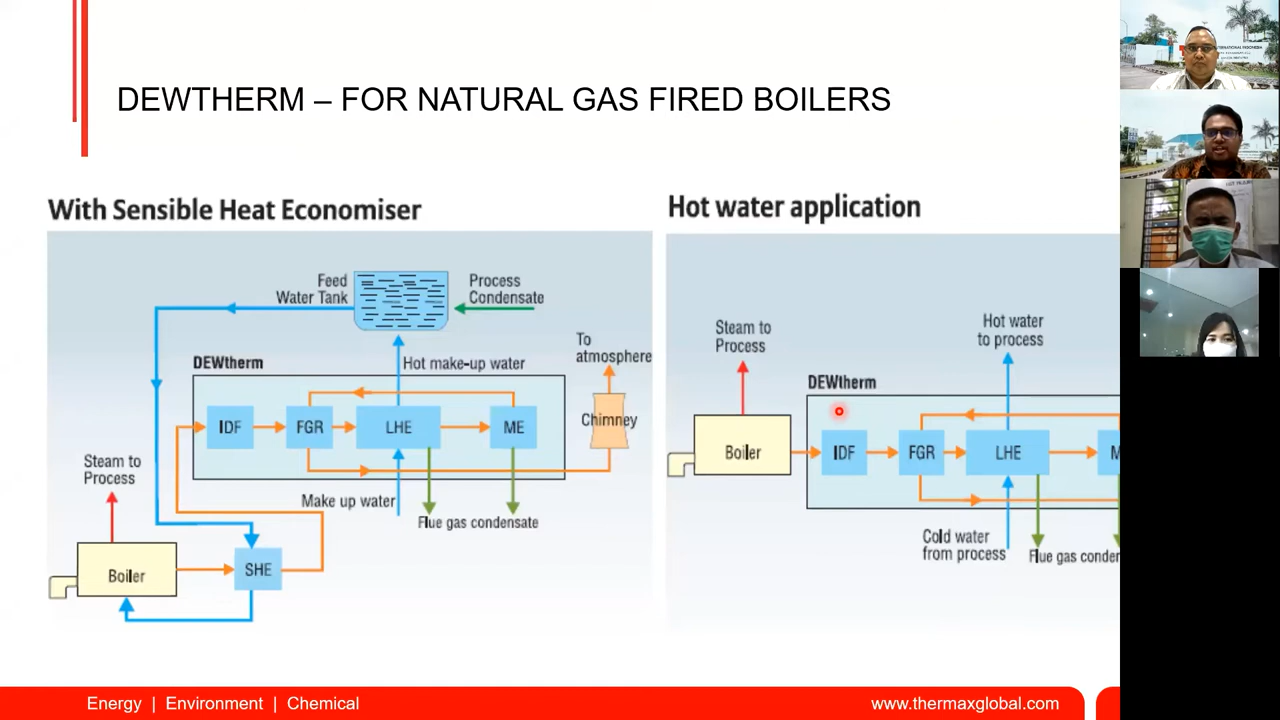 DEWTHERM – FOR NATURAL GAS FIRED BOILERS
With Sensible Heat Economiser
Feed
Water Tank
Process
Condensate
To
atmosphere
DEWtherm
Hot make-up water
IDF
FGR
LHE
ME
Chimney
Steam to
Process
Make up water
Flue gas condensate
Boiler
SHE
Hot water application
Steam to
Process
Hot water
to process
DEWtherm
Boiler
IDF
FGR
LHE
M
Cold water
from process
Flue gas conden
Energy | Environment | Chemical
www.thermaxglobal.com